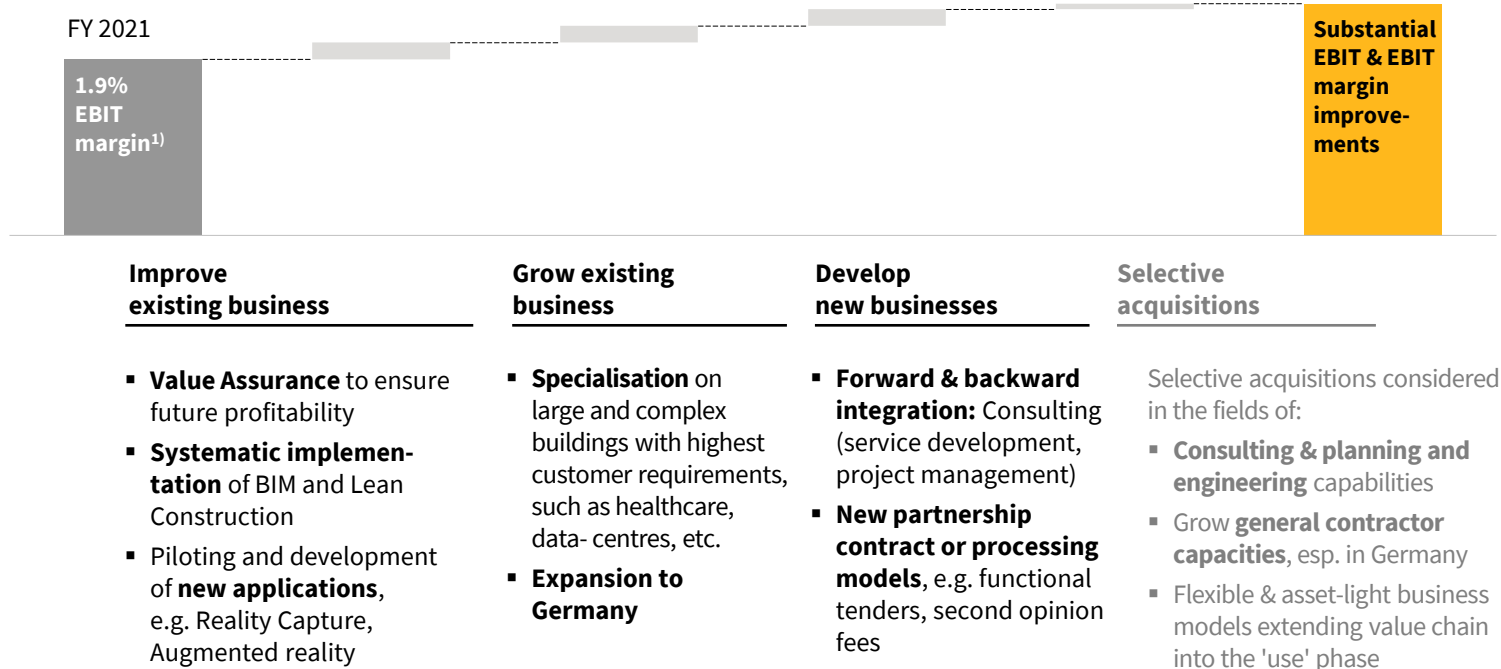 FY 2021
1.9%
EBIT
margin1)
Substantial
EBIT & EBIT
margin
improve-
ments
Improve
existing business
▪ Value Assurance to ensure
future profitability
▪ Systematic implemen-
tation of BIM and Lean
Construction
▪ Piloting and development
of new applications,
e.g. Reality Capture,
Augmented reality
Grow existing
business
▪ Specialisation on
large and complex
buildings with highest
customer requirements,
such as healthcare,
data- centres, etc.
▪ Expansion to
Germany
Develop
new businesses
▪ Forward & backward
integration: Consulting
(service development,
project management)
▪ New partnership
contract or processing
models, e.g. functional
tenders, second opinion
fees
Selective
acquisitions
Selective acquisitions considered
in the fields of:
▪ Consulting & planning and
engineering capabilities
▪ Grow general contractor
capacities, esp. in Germany
▪ Flexible & asset-light business
models extending value chain
into the 'use' phase